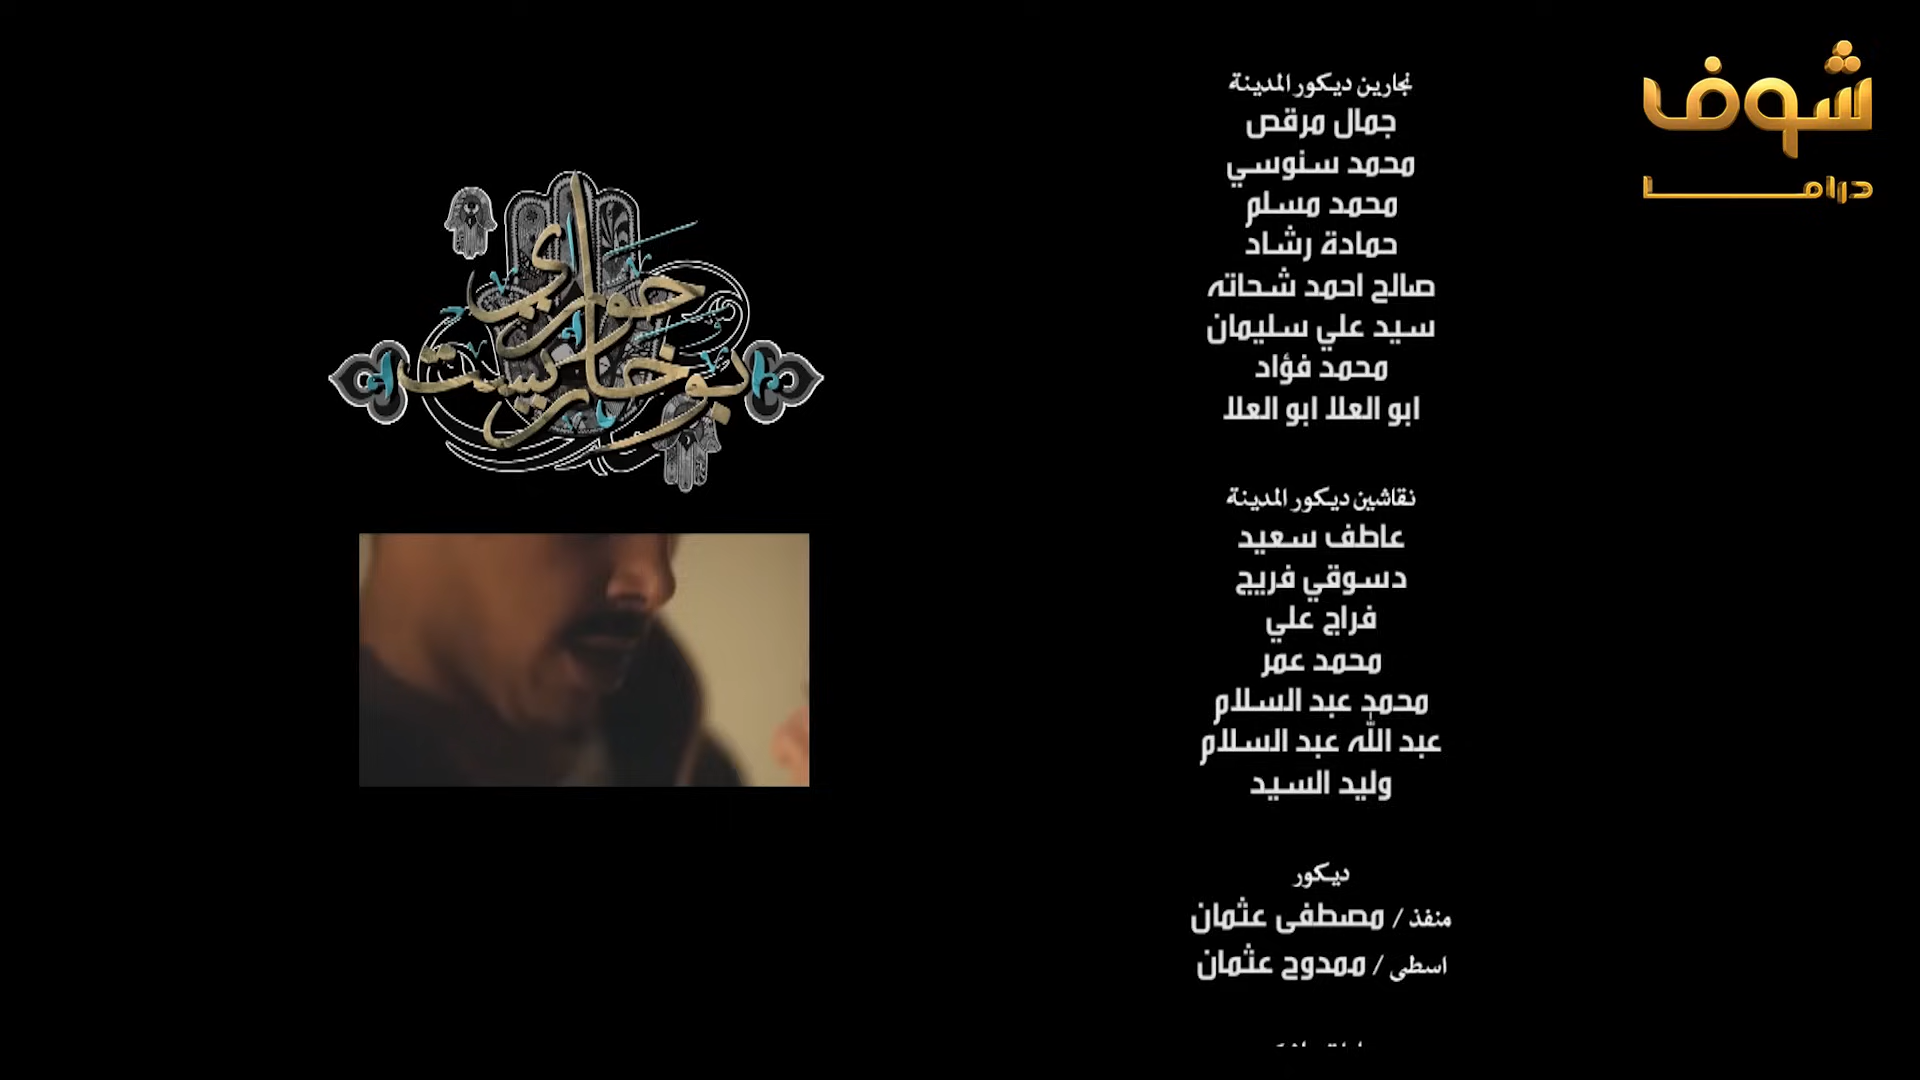 شوف
دراما
حواري
بوخاريست
نجارين ديكور المدينة
جمال مرقص
محمد سنوسي
محمد مسلم
حمادة رشاد
صالح احمد شحاته
سيد علي سليمان
محمد فؤاد
ابو العلا ابو العلا
نقاشين ديكور المدينة
عاطف سعيد
دسوقي فريج
فراج علي
محمد عمر
محمد عبد السلام
عبد الله عبد السلام
وليد السيد
ديكور
منفذ / مصطفى عثمان
اسطى / ممدوح عثمان